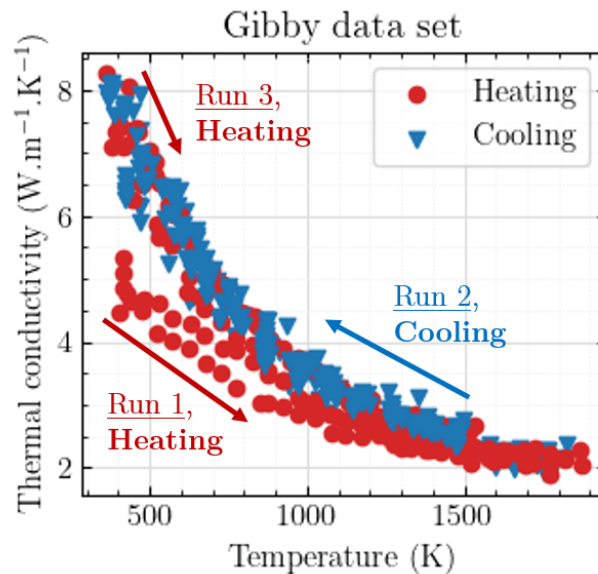 Gibby data set
Thermal conductivity (W.m⁻¹.K⁻¹)
8
6
4
2
Run 3,
Heating
Heating
Cooling
Run 2,
Cooling
Run 1,
Heating
500
1000
1500
Temperature (K)